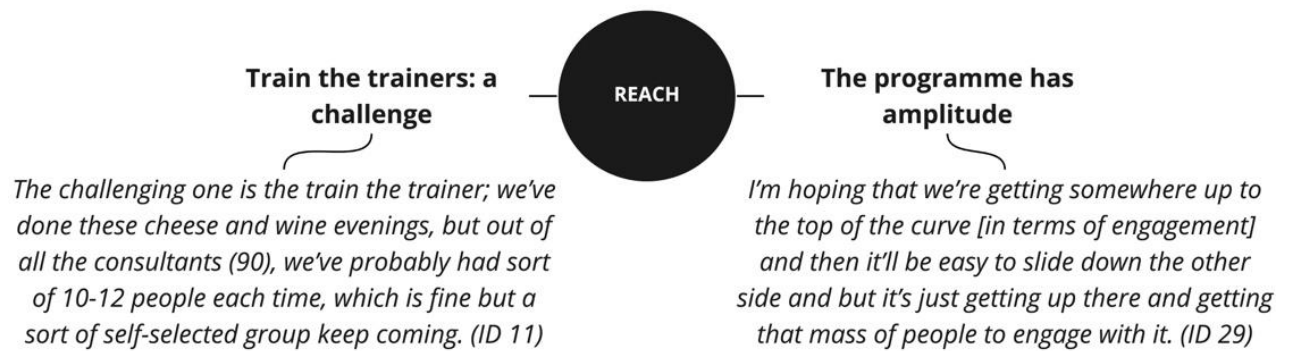 REACH
Train the trainers: a
challenge
The challenging one is the train the trainer; we've
done these cheese and wine evenings, but out of
all the consultants (90), we've probably had sort
of 10-12 people each time, which is fine but a
sort of self-selected group keep coming. (ID 11)
The programme has
amplitude
I'm hoping that we're getting somewhere up to
the top of the curve [in terms of engagement]
and then it'll be easy to slide down the other
side and but it's just getting up there and getting
that mass of people to engage with it. (ID 29)